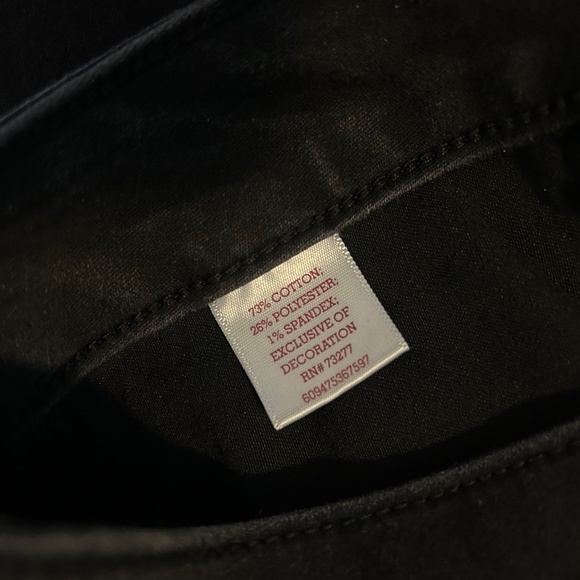 73% COTTON;
26% POLYESTER;
1% SPANDEX;
EXCLUSIVE OF
DECORATION
RN# 73277
609475367597